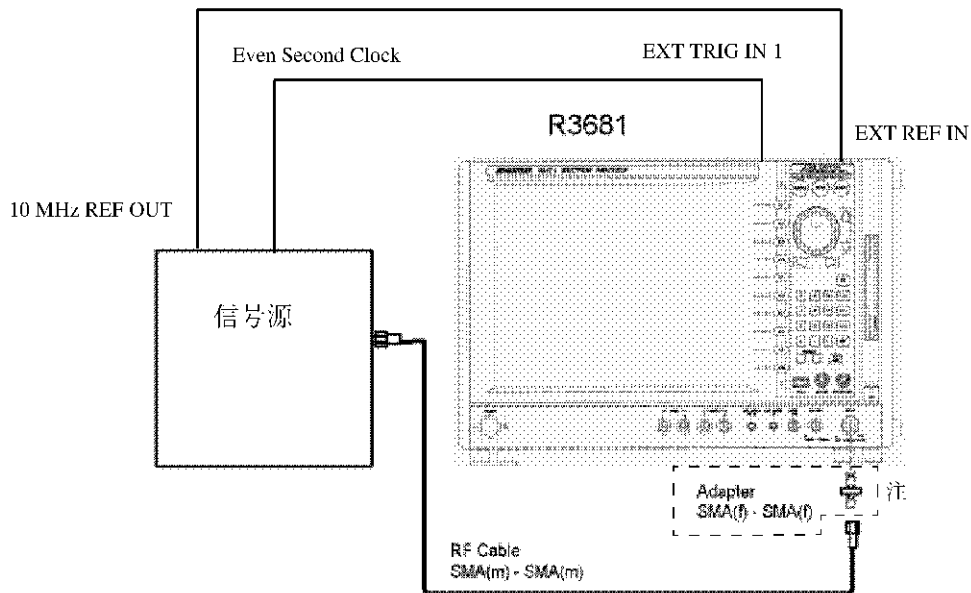 Even Second Clock
EXT TRIG IN 1
R3681
EXT REF IN
10 MHz REF OUT
信号源
Adapter
SMA(f) - SMA(f)
注
RF Cable
SMA(m) - SMA(m)